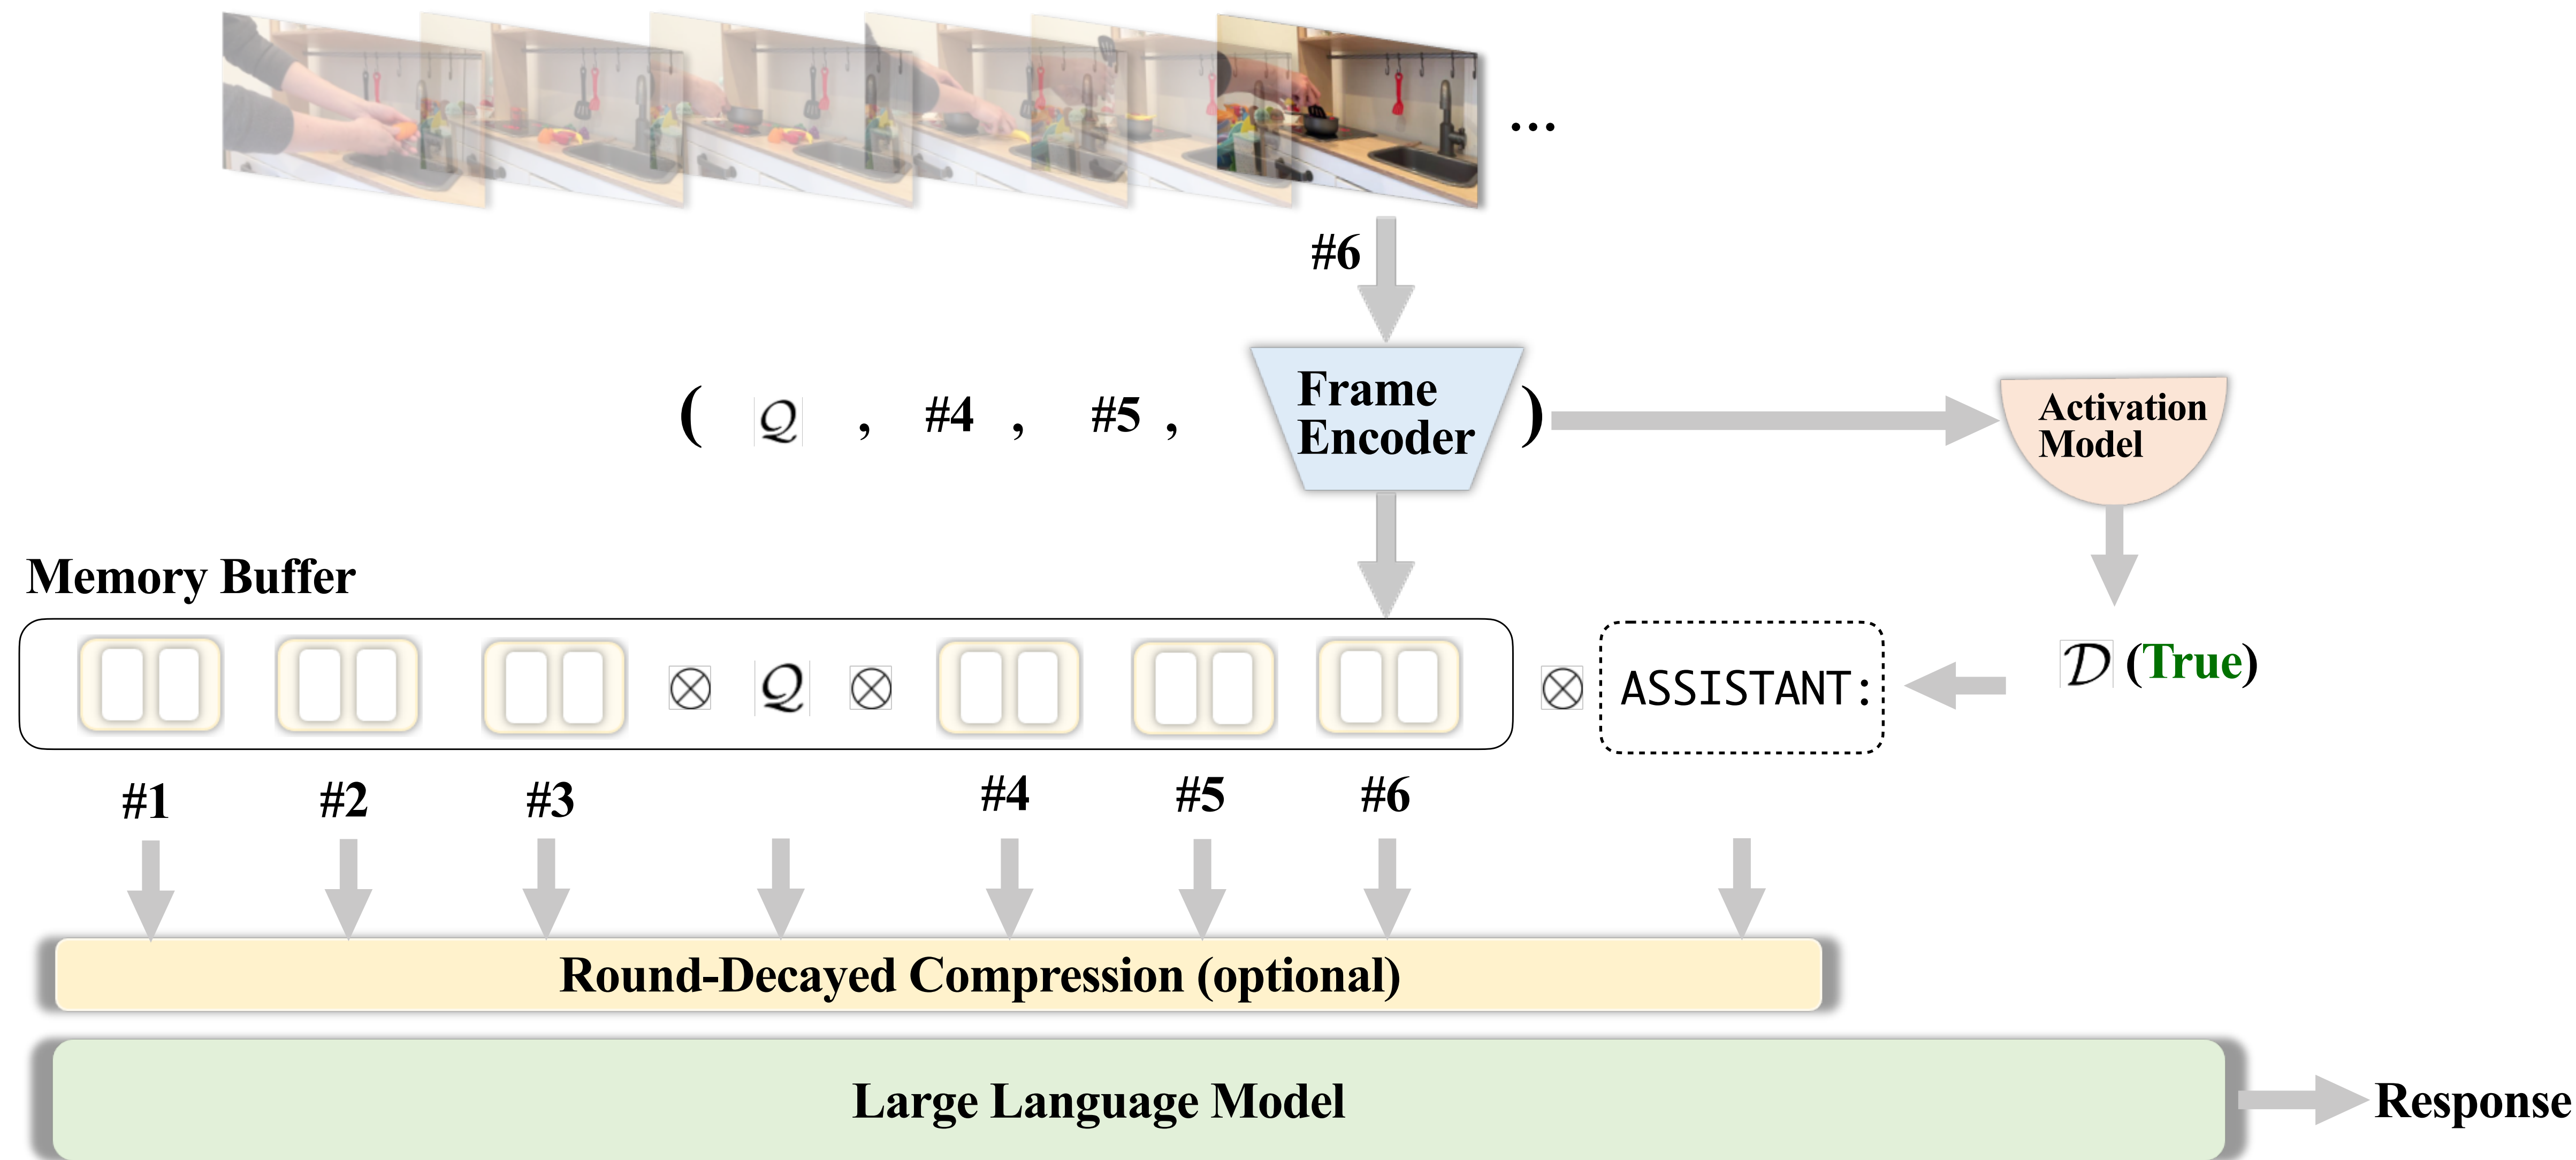 ...
#6
( 𝒬 , #4 , #5 , Frame Encoder )
Activation Model
Memory Buffer
⊗ 𝒬 ⊗
⊗ ASSISTANT:
𝒟 (True)
#1 #2 #3 #4 #5 #6
Round-Decayed Compression (optional)
Large Language Model
Response